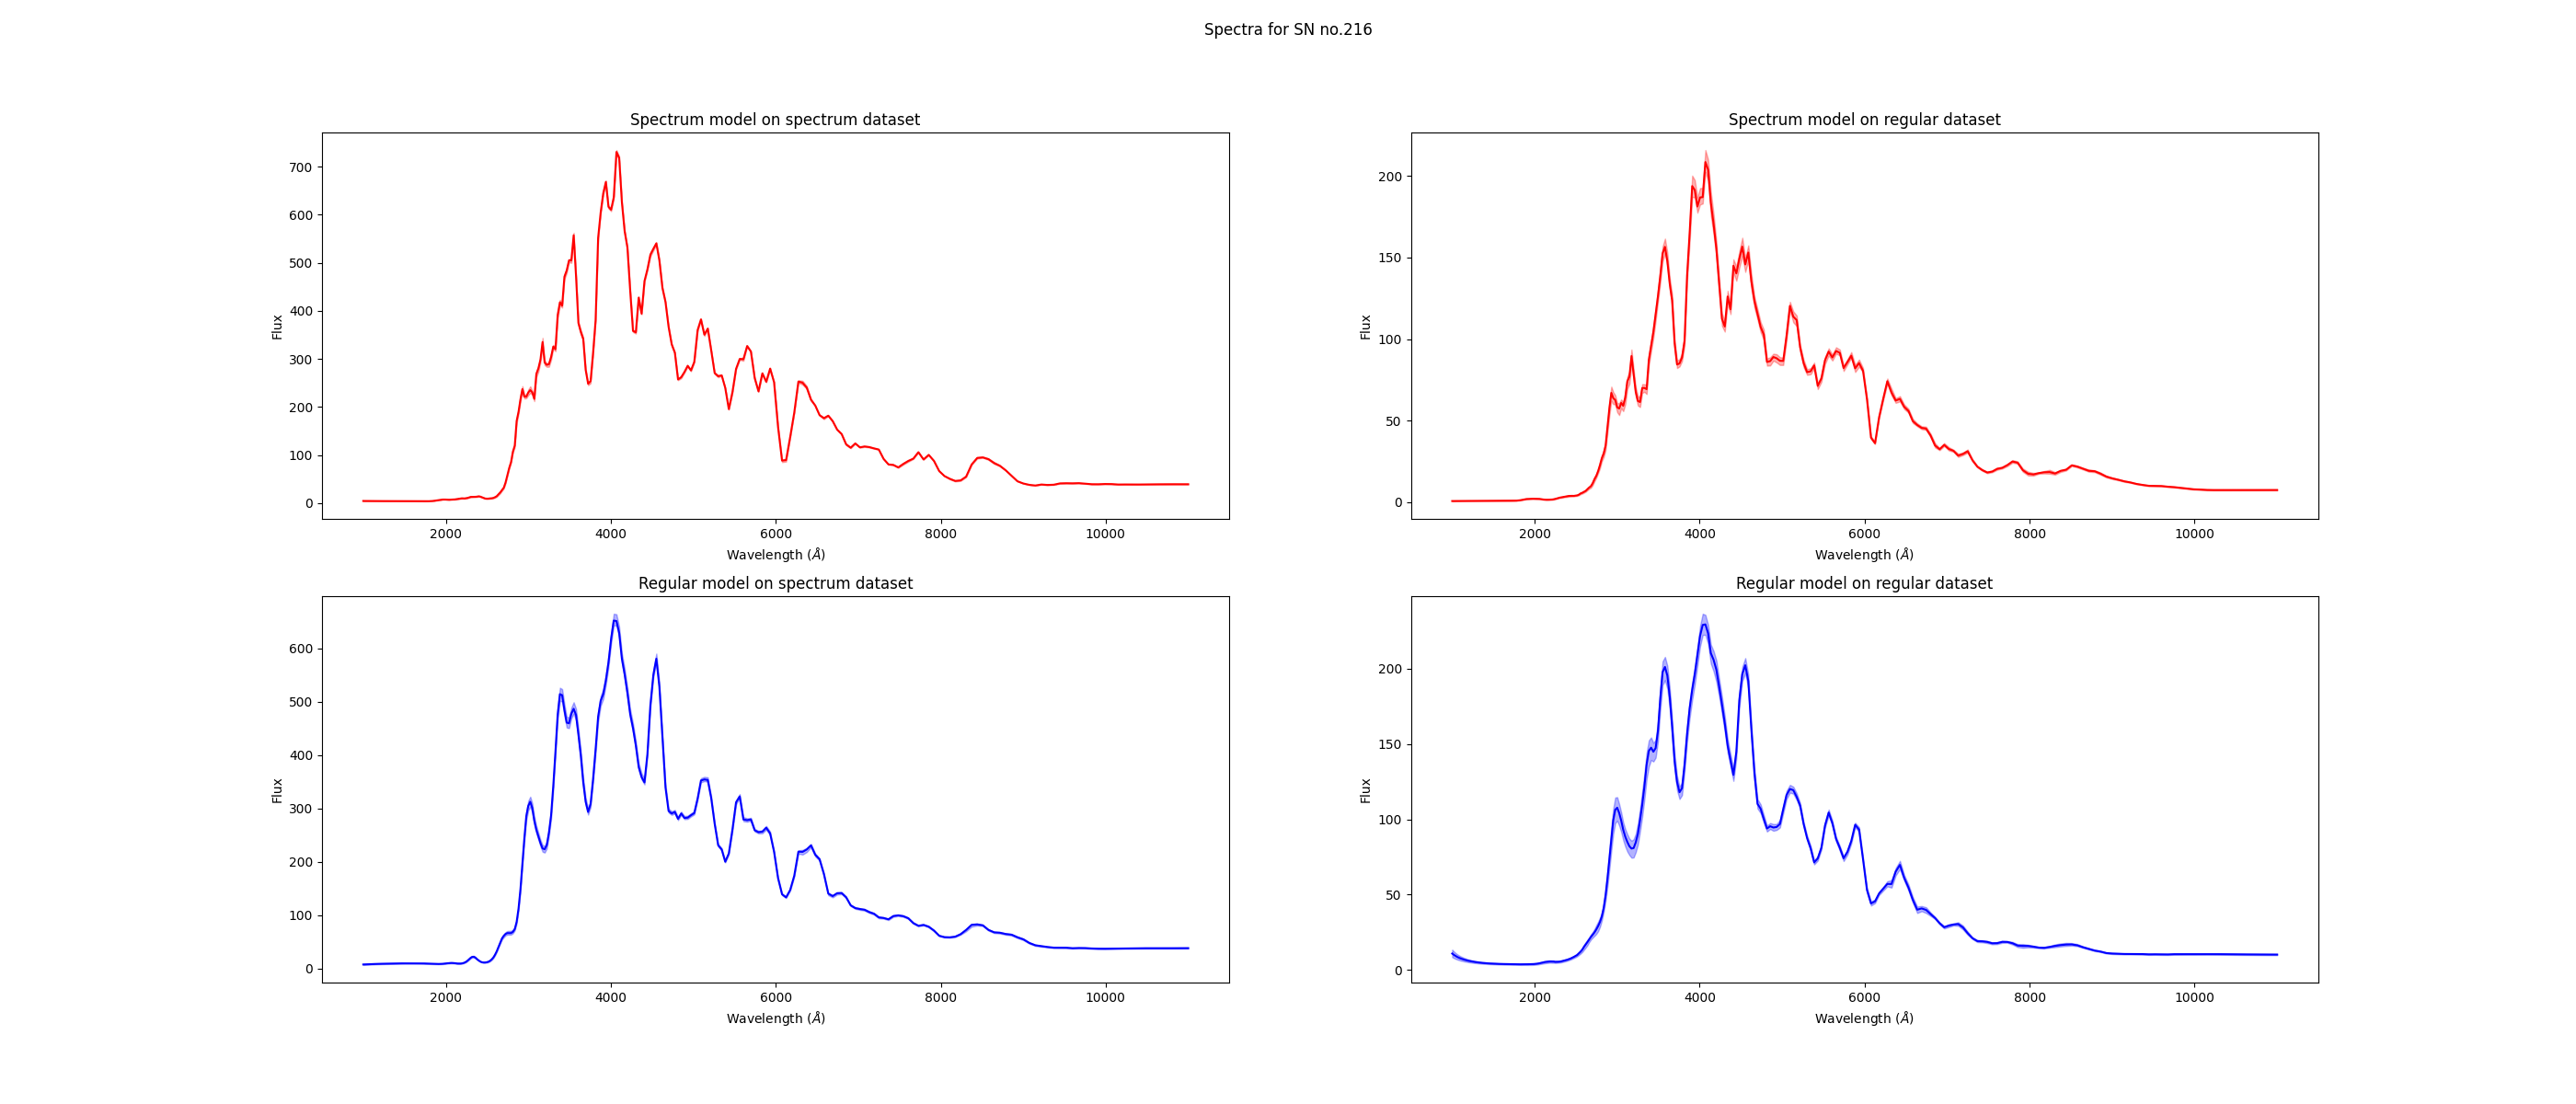 Spectra for SN no.216
Spectrum model on spectrum dataset
700
600
500
400
300
200
100
0
Flux
2000 4000 6000 8000 10000
Wavelength (Å)
Spectrum model on regular dataset
200
150
100
50
0
Flux
2000 4000 6000 8000 10000
Wavelength (Å)
Regular model on spectrum dataset
600
500
400
300
200
100
0
Flux
2000 4000 6000 8000 10000
Wavelength (Å)
Regular model on regular dataset
200
150
100
50
0
Flux
2000 4000 6000 8000 10000
Wavelength (Å)